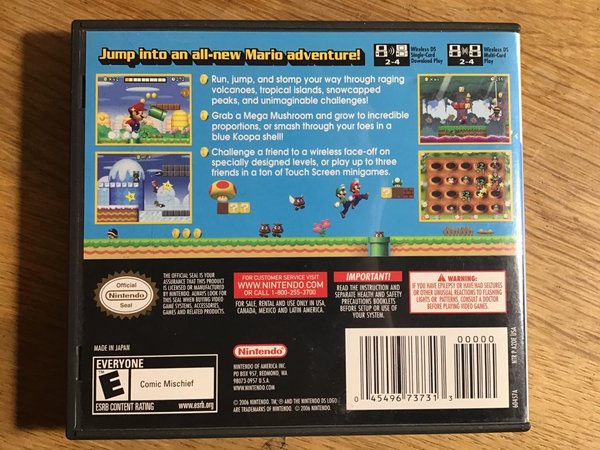 Jump into an all-new Mario adventure!
Wireless DS
Single-Card
Download Play
2-4
Wireless DS
Multi-Card
Play
2-4
Run, jump, and stomp your way through raging
volcanoes, tropical islands, snowcapped
peaks, and unimaginable challenges!
Grab a Mega Mushroom and grow to incredible
proportions, or smash through your foes in a
blue Koopa shell!
Challenge a friend to a wireless face-off on
specially designed levels, or play up to three
friends in a ton of Touch Screen minigames.
Official
Nintendo
Seal
THE OFFICIAL SEAL IS YOUR
ASSURANCE THAT THIS PRODUCT
IS LICENSED OR MANUFACTURED
BY NINTENDO. ALWAYS LOOK FOR
THIS SEAL WHEN BUYING VIDEO
GAME SYSTEMS, ACCESSORIES,
GAMES AND RELATED PRODUCTS.
FOR CUSTOMER SERVICE VISIT
WWW.NINTENDO.COM
OR CALL 1-800-255-3700
FOR SALE, RENTAL AND USE ONLY IN USA,
CANADA, MEXICO AND LATIN AMERICA.
IMPORTANT!
READ THE INSTRUCTION AND
SEPARATE HEALTH AND SAFETY
PRECAUTIONS BOOKLETS
BEFORE SETUP OR USE OF
YOUR SYSTEM.
WARNING:
IF YOU HAVE EPILEPSY OR HAVE HAD SEIZURES
OR OTHER UNUSUAL REACTIONS TO FLASHING
LIGHTS OR PATTERNS, CONSULT A DOCTOR
BEFORE PLAYING VIDEO GAMES.
MADE IN JAPAN
EVERYONE
E
Comic Mischief
ESRB CONTENT RATING www.esrb.org
Nintendo
NINTENDO OF AMERICA INC.
PO BOX 957, REDMOND, WA
98073-0957 U.S.A.
WWW.NINTENDO.COM
© 2006 NINTENDO. TM, ® AND THE NINTENDO DS LOGO
ARE TRADEMARKS OF NINTENDO. © 2006 NINTENDO.
00000
0 45496 73731 3
NTR P A2DE USA
60457A